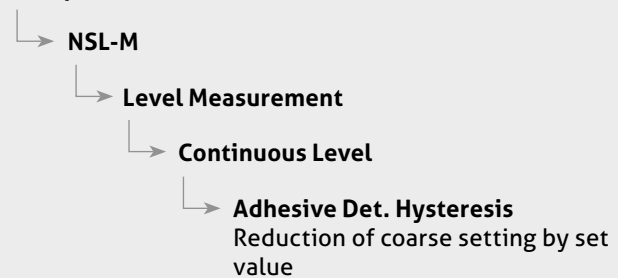 NSL-M
Level Measurement
Continuous Level
Adhesive Det. Hysteresis
Reduction of coarse setting by set
value